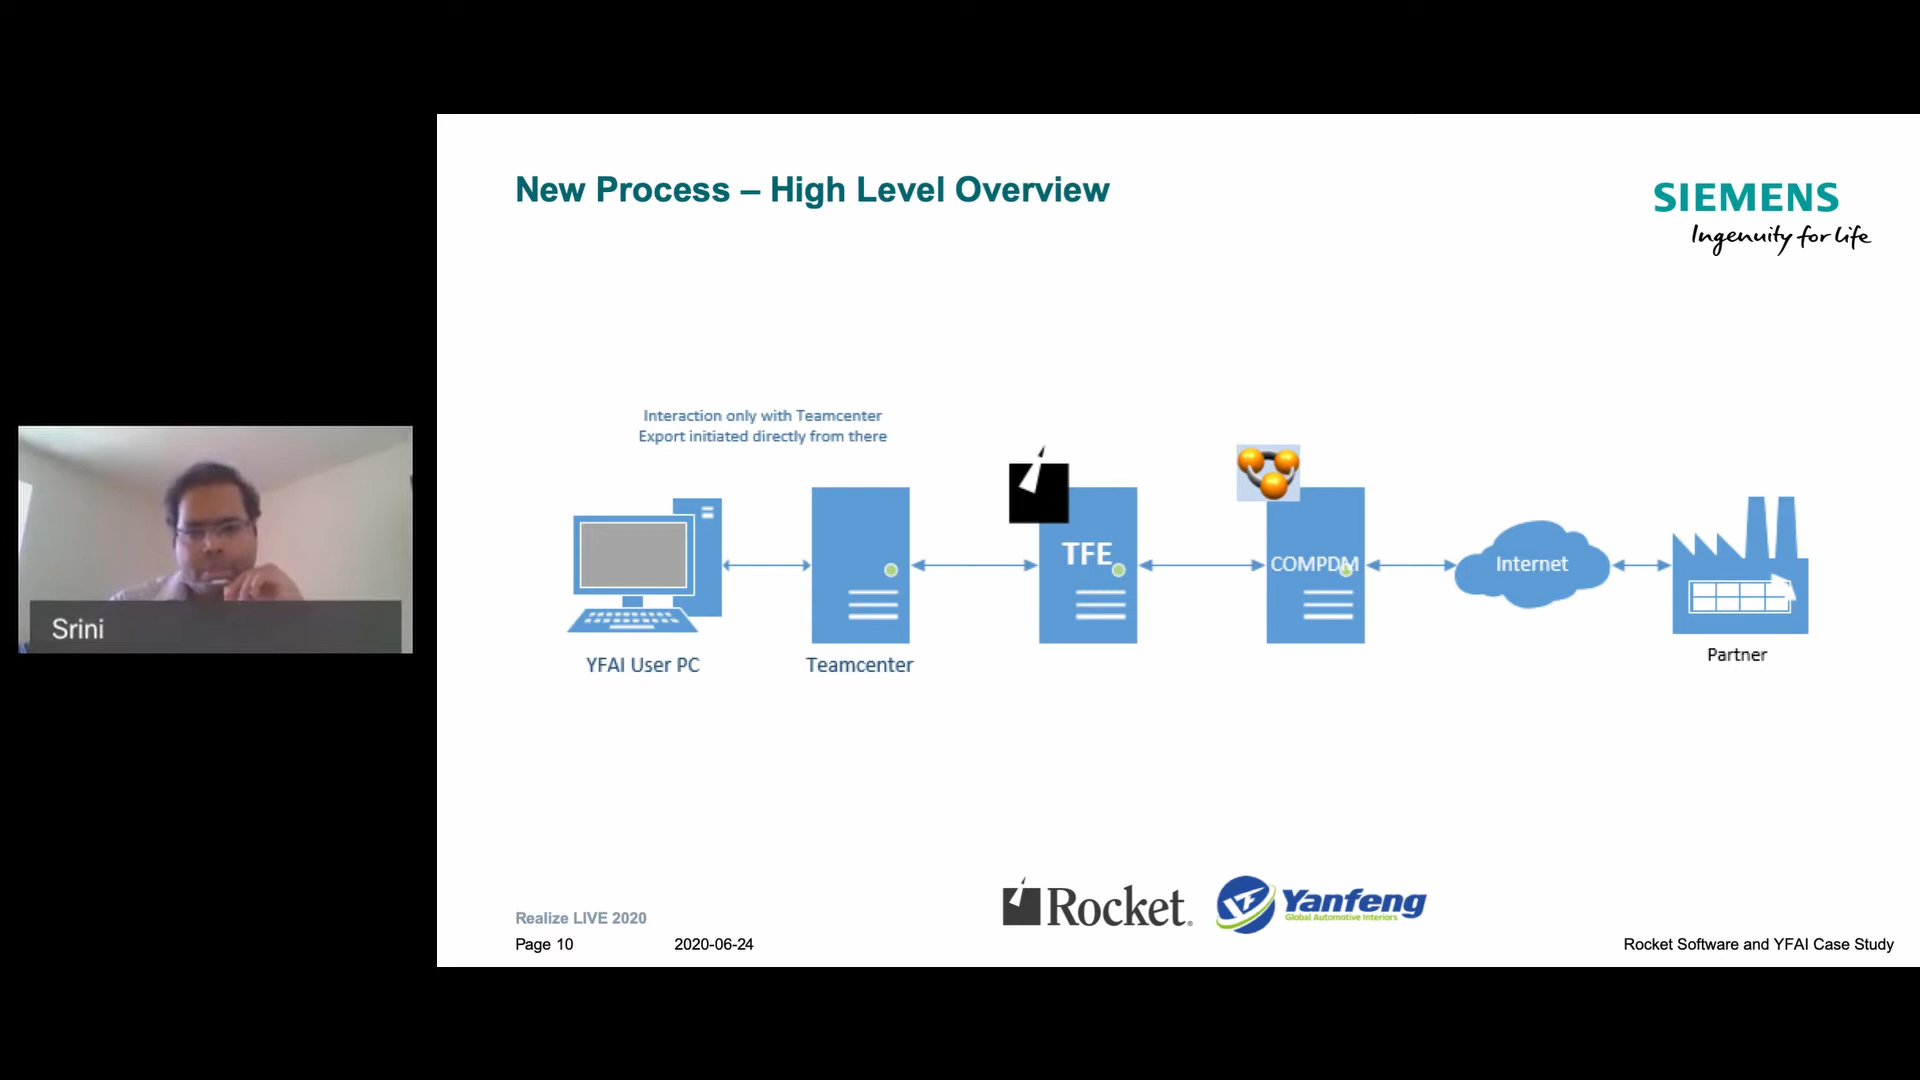 New Process – High Level Overview
SIEMENS
Ingenuity for life
Interaction only with Teamcenter
Export initiated directly from there
TFE
COMPDM
Internet
YFAI User PC
Teamcenter
Partner
Srini
Rocket®
Yanfeng
Global Automotive Interiors
Realize LIVE 2020
Page 10
2020-06-24
Rocket Software and YFAI Case Study